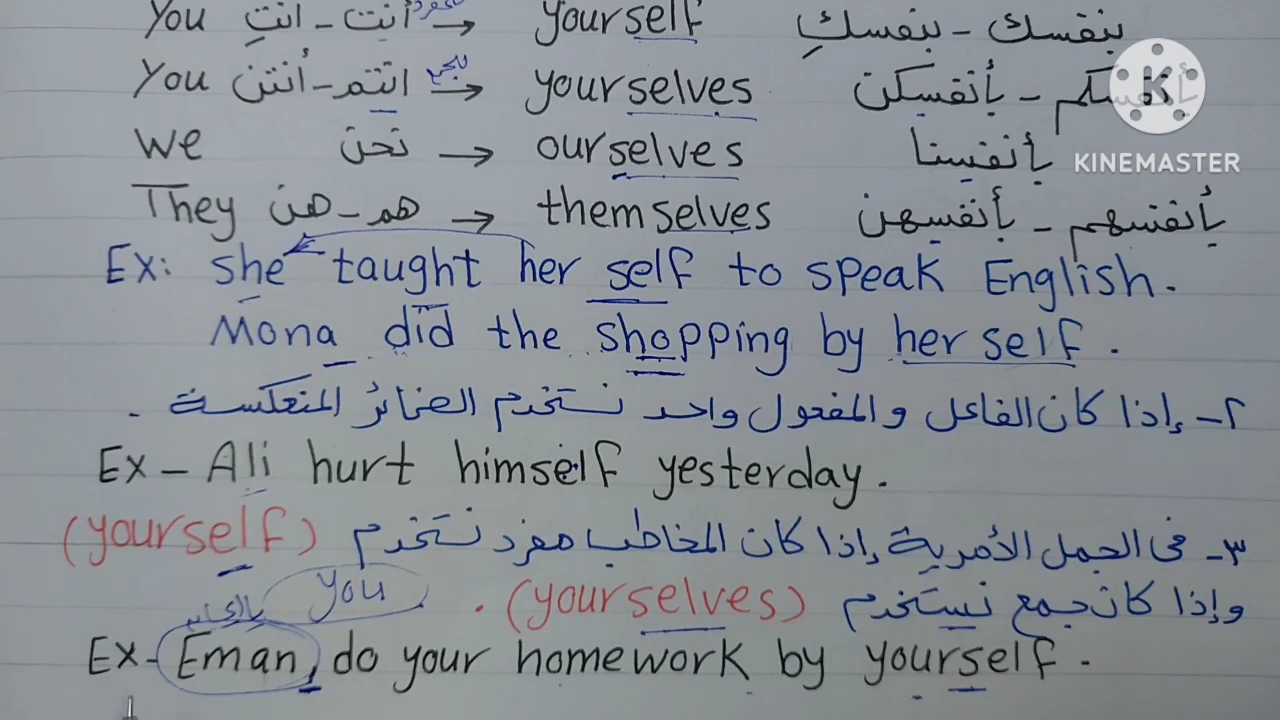 You أنت - انتِ → yourself بنفسك - بنفسكِ
You انتم - أنتن للجمع → yourselves بأنفسكن -
We نحن → ourselves بأنفسنا
They هم - هن → themselves بأنفسهم - بأنفسهن
Ex: she taught her self to speak English.
Mona did the shopping by her self.
٢- إذا كان الفاعل والمفعول واحد نستخدم الضمائر المنعكسة .
Ex - Ali hurt himself yesterday.
٣- فى الجمل الأمرية إذا كان المخاطب مفرد نستخدم (yourself)
وإذا كان جمع نستخدم (yourselves) .
you
Ex - Eman, do your homework by yourself.
K
KINEMASTER